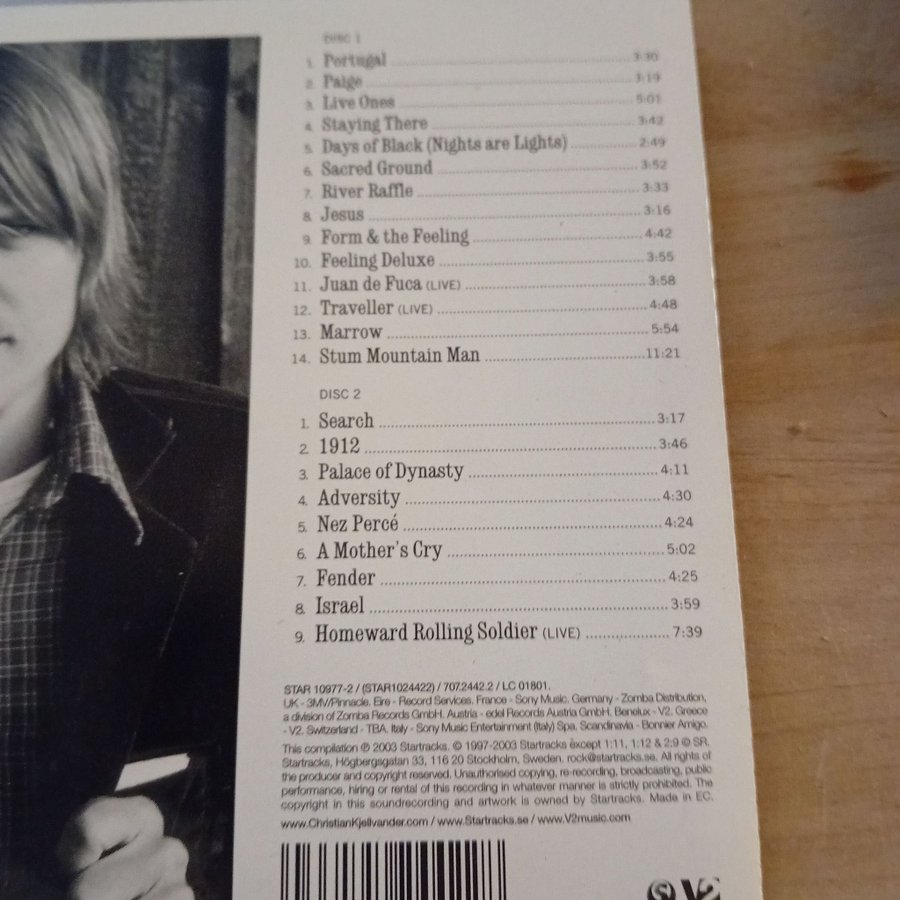 DISC 1
1. Portugal 3:30
2. Paige 3:19
3. Live Ones 5:01
4. Staying There 3:42
5. Days of Black (Nights are Lights) 2:49
6. Sacred Ground 3:52
7. River Raffle 3:33
8. Jesus 3:16
9. Form & the Feeling 4:42
10. Feeling Deluxe 3:55
11. Juan de Fuca (LIVE) 3:58
12. Traveller (LIVE) 4:48
13. Marrow 5:54
14. Stum Mountain Man 11:21
DISC 2
1. Search 3:17
2. 1912 3:46
3. Palace of Dynasty 4:11
4. Adversity 4:30
5. Nez Percé 4:24
6. A Mother's Cry 5:02
7. Fender 4:25
8. Israel 3:59
9. Homeward Rolling Soldier (LIVE) 7:39
STAR 10977-2 / (STAR1024422) / 707.2442.2 / LC 01801.
UK - 3MV/Pinnacle. Eire - Record Services. France - Sony Music. Germany - Zomba Distribution,
a division of Zomba Records GmbH. Austria - edel Records Austria GmbH. Benelux - V2. Greece
- V2. Switzerland - TBA. Italy - Sony Music Entertainment (Italy) Spa. Scandinavia - Bonnier Amigo.
This compilation ℗ 2003 Startracks. © 1997-2003 Startracks except 1:11, 1:12 & 2:9 © SR.
Startracks, Högbergsgatan 33, 116 20 Stockholm, Sweden. rock@startracks.se. All rights of
the producer and copyright reserved. Unauthorised copying, re-recording, broadcasting, public
performance, hiring or rental of this recording in whatever manner is strictly prohibited. The
copyright in this soundrecording and artwork is owned by Startracks. Made in EC.
www.ChristianKjellvander.com / www.Startracks.se / www.V2music.com
S V2